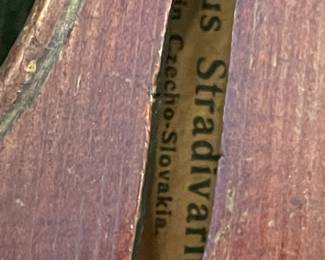 us Stradivari
in Czecho-Slovakia.